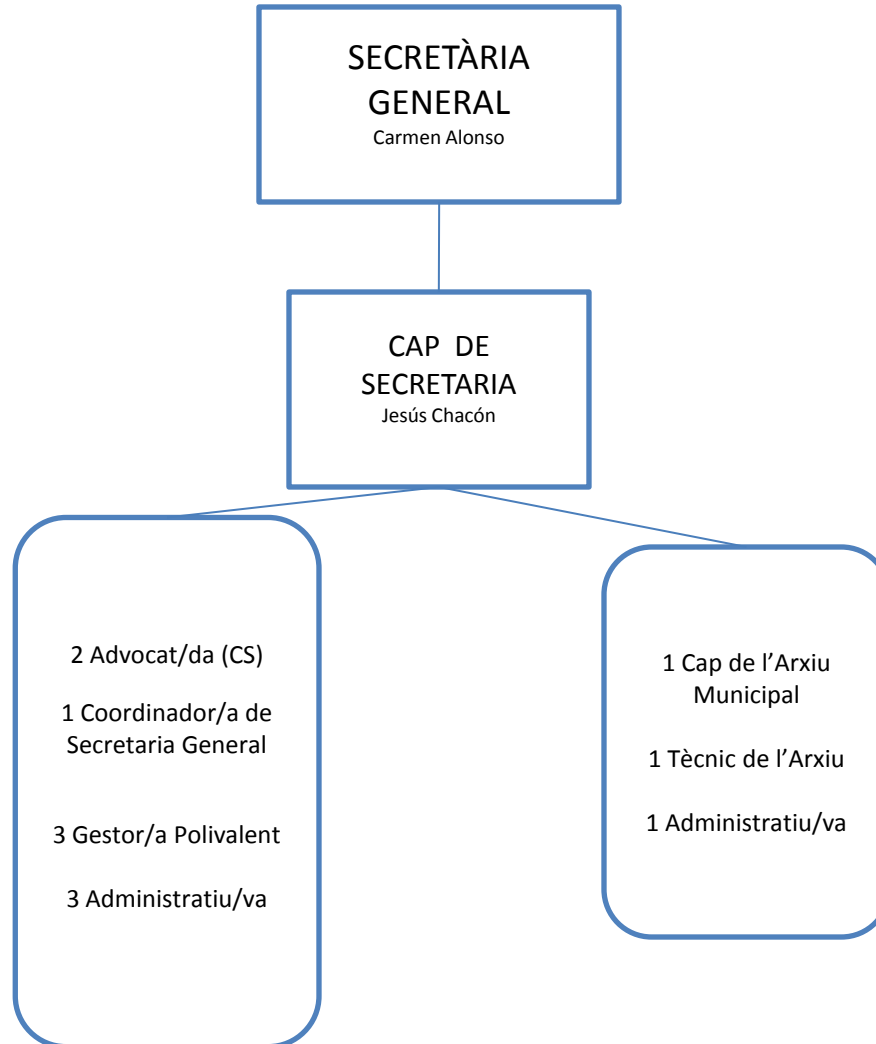 SECRETÀRIA
GENERAL
Carmen Alonso
CAP DE
SECRETARIA
Jesús Chacón
2 Advocat/da (CS)
1 Coordinador/a de
Secretaria General
3 Gestor/a Polivalent
3 Administratiu/va
1 Cap de l’Arxiu
Municipal
1 Tècnic de l’Arxiu
1 Administratiu/va